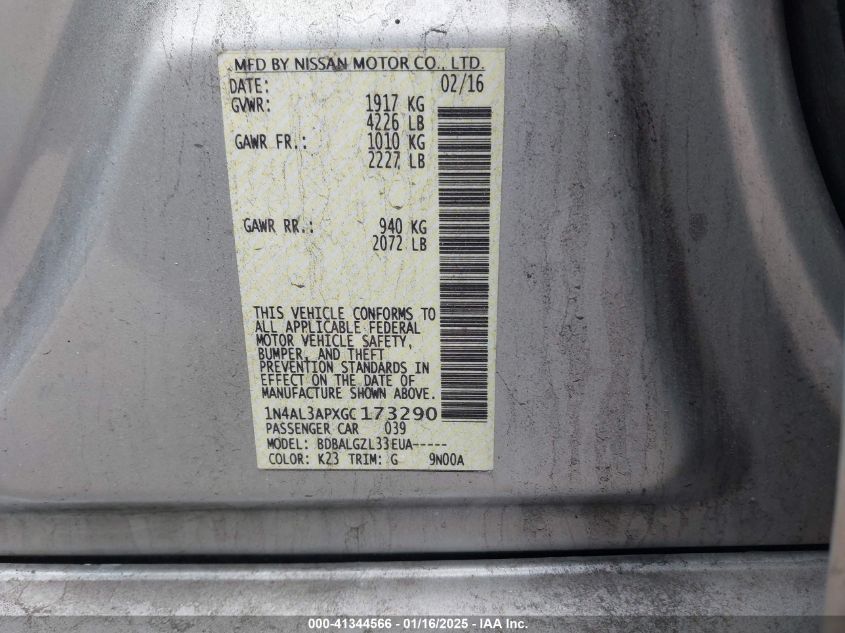 MFD BY NISSAN MOTOR CO., LTD.
DATE: 02/16
GVWR: 1917 KG
4226 LB
GAWR FR.: 1010 KG
2227 LB
GAWR RR.: 940 KG
2072 LB
THIS VEHICLE CONFORMS TO
ALL APPLICABLE FEDERAL
MOTOR VEHICLE SAFETY,
BUMPER, AND THEFT
PREVENTION STANDARDS IN
EFFECT ON THE DATE OF
MANUFACTURE SHOWN ABOVE.
1N4AL3APXGC173290
PASSENGER CAR 039
MODEL: BDBALGZL33EUA-----
COLOR: K23 TRIM: G 9N00A
000-41344566 - 01/16/2025 - IAA Inc.